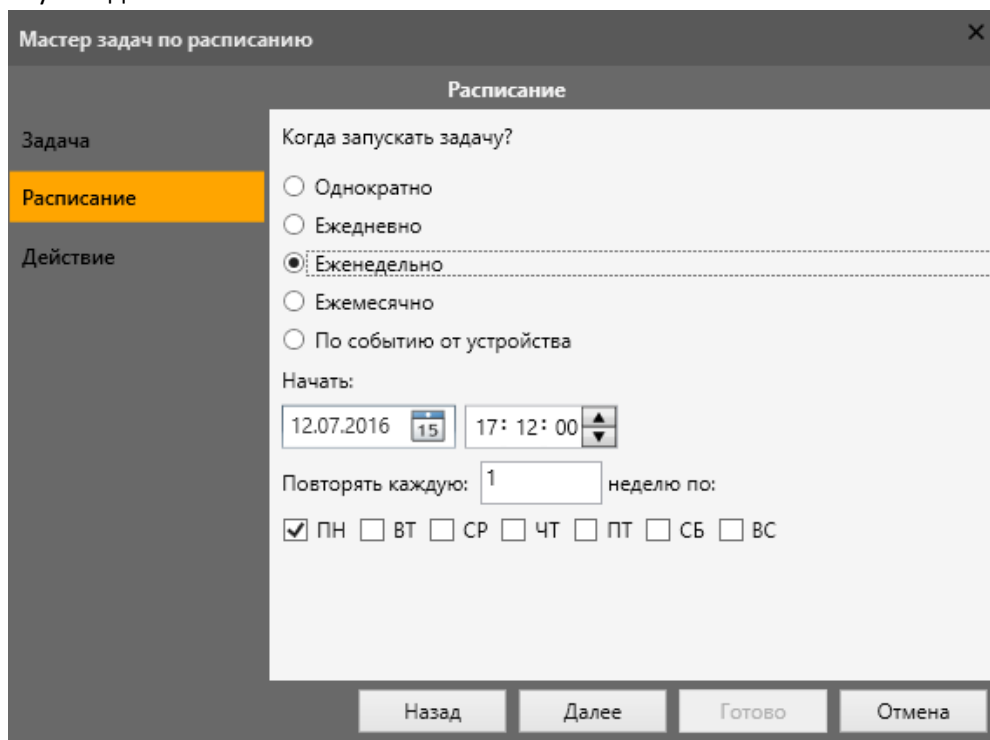 Мастер задач по расписанию
Расписание
Задача
Расписание
Действие
Когда запускать задачу?
Однократно
Ежедневно
Еженедельно
Ежемесячно
По событию от устройства
Начать:
12.07.2016 15 17: 12: 00
Повторять каждую: 1 неделю по:
ПН ВТ СР ЧТ ПТ СБ ВС
Назад Далее Готово Отмена